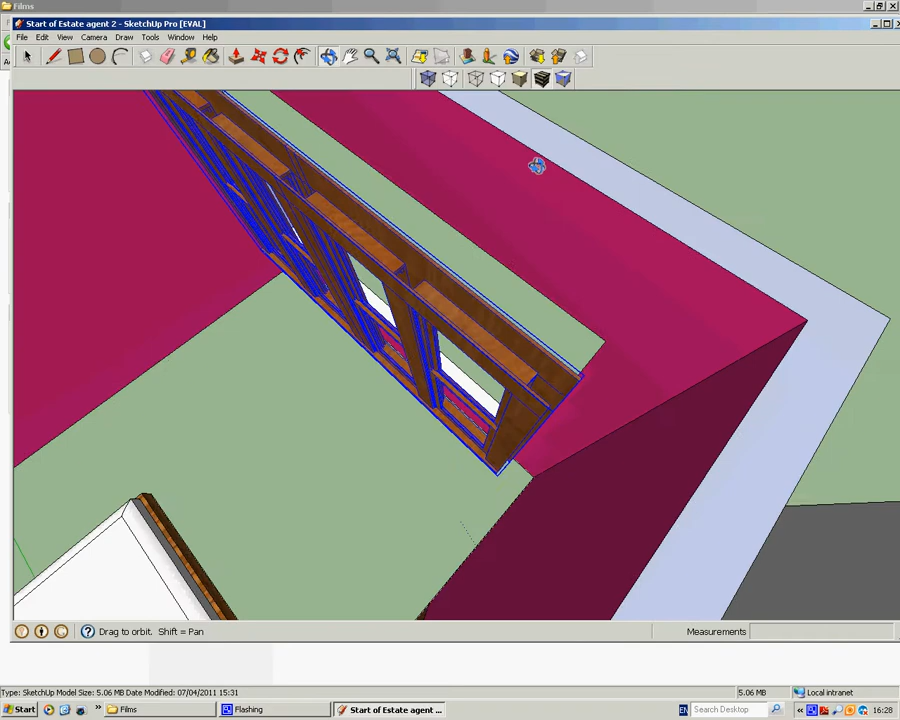 Films
Start of Estate agent 2 - SketchUp Pro [EVAL]
File Edit View Camera Draw Tools Window Help
Drag to orbit. Shift = Pan
Measurements
Type: SketchUp Model Size: 5.06 MB Date Modified: 07/04/2011 15:31
5.06 MB
Local intranet
Start
Films
Flashing
Start of Estate agent ...
EN
Search Desktop
16:28